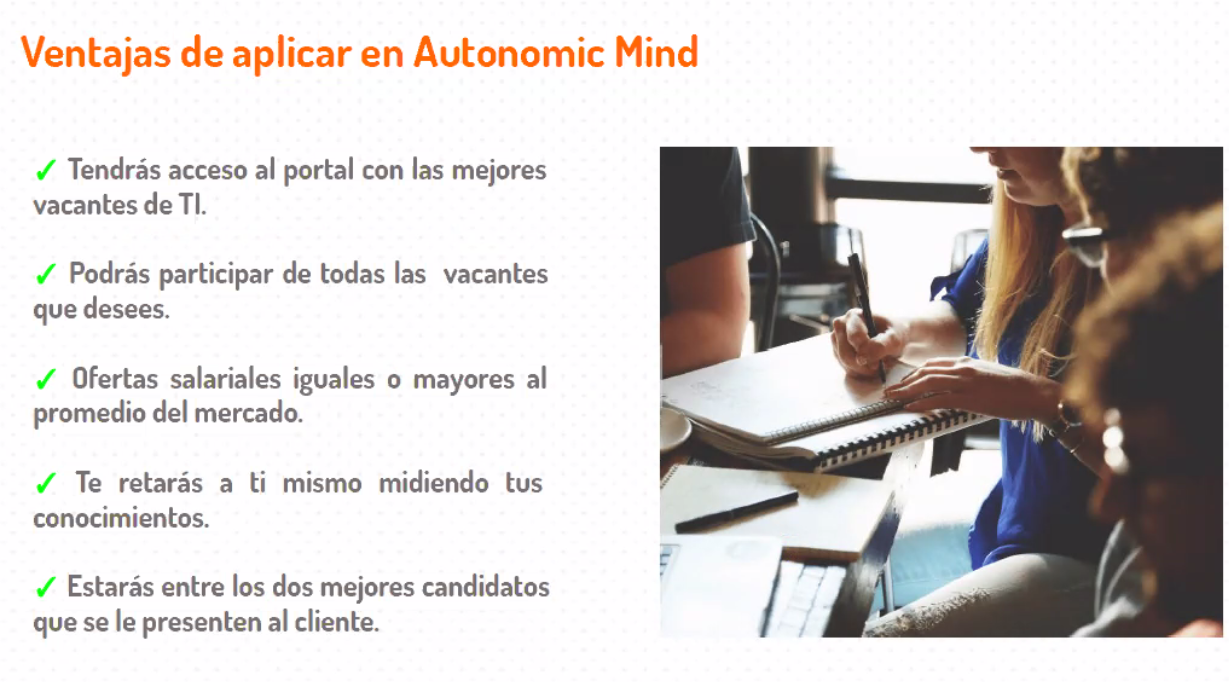 Ventajas de aplicar en Autonomic Mind
✓ Tendrás acceso al portal con las mejores
vacantes de TI.
✓ Podrás participar de todas las vacantes
que desees.
✓ Ofertas salariales iguales o mayores al
promedio del mercado.
✓ Te retarás a ti mismo midiendo tus
conocimientos.
✓ Estarás entre los dos mejores candidatos
que se le presenten al cliente.